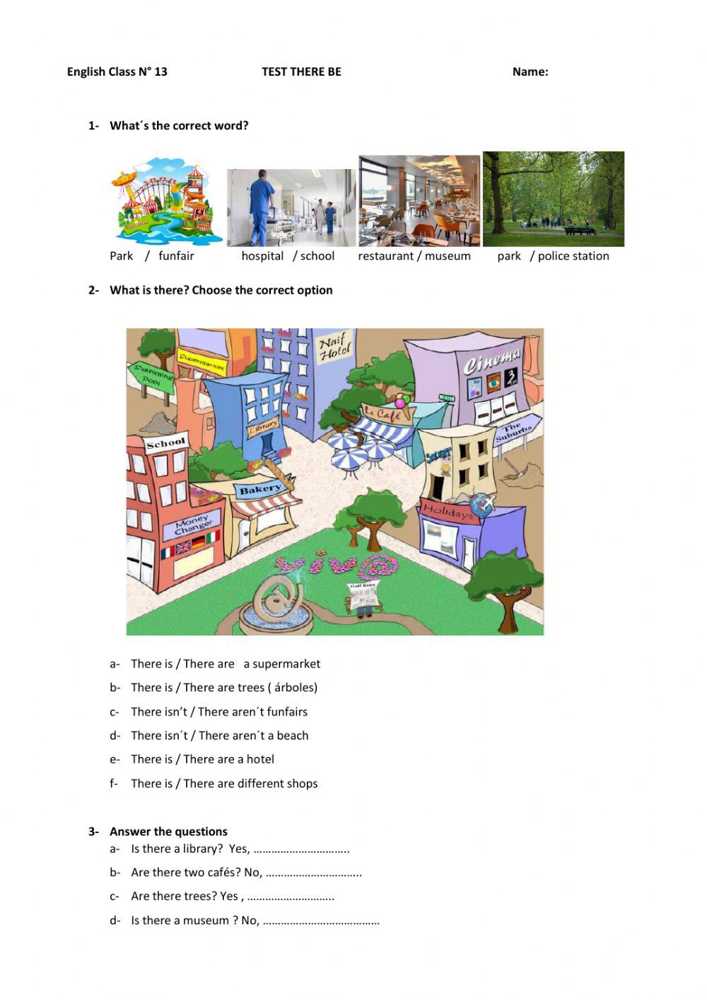 English Class N° 13 TEST THERE BE Name:
1- What´s the correct word?
Park / funfair hospital / school restaurant / museum park / police station
2- What is there? Choose the correct option
Naif
Hotel
Supermarket
Cinema
Swimming
Pool
Le Café
Library
The
Suburbs
School
Bakery
Holidays
Money
Changer
VIVA
Gulf News
a- There is / There are a supermarket
b- There is / There are trees ( árboles)
c- There isn’t / There aren´t funfairs
d- There isn´t / There aren´t a beach
e- There is / There are a hotel
f- There is / There are different shops
3- Answer the questions
a- Is there a library? Yes, …………………………..
b- Are there two cafés? No, …………………………..
c- Are there trees? Yes , ………………………..
d- Is there a museum ? No, …………………………………